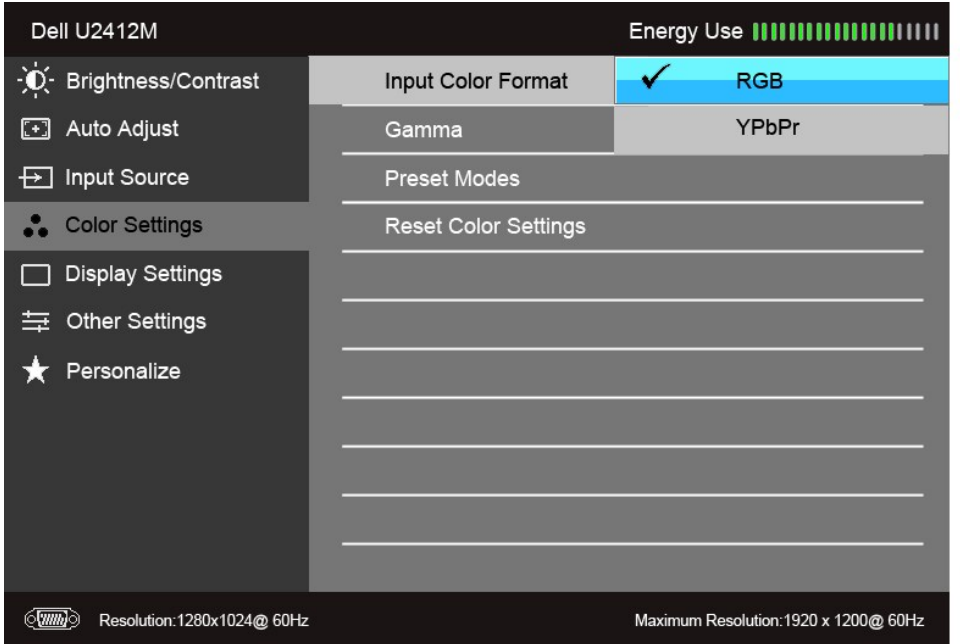 Dell U2412M
Energy Use
Brightness/Contrast
Auto Adjust
Input Source
Color Settings
Display Settings
Other Settings
Personalize
Input Color Format
Gamma
Preset Modes
Reset Color Settings
RGB
YPbPr
Resolution:1280x1024@ 60Hz
Maximum Resolution:1920 x 1200@ 60Hz